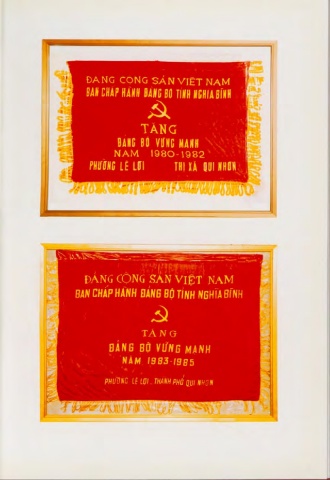 ĐẢNG CỘNG SẢN VIỆT NAM
BAN CHẤP HÀNH ĐẢNG BỘ TỈNH NGHĨA BÌNH
TẶNG
ĐẢNG BỘ VỮNG MẠNH
NĂM 1980-1982
PHƯỜNG LÊ LỢI THỊ XÃ QUI NHƠN
ĐẢNG CỘNG SẢN VIỆT NAM
BAN CHẤP HÀNH ĐẢNG BỘ TỈNH NGHĨA BÌNH
TẶNG
ĐẢNG BỘ VỮNG MẠNH
NĂM 1983-1985
PHƯỜNG LÊ LỢI. THÀNH PHỐ QUI NHƠN